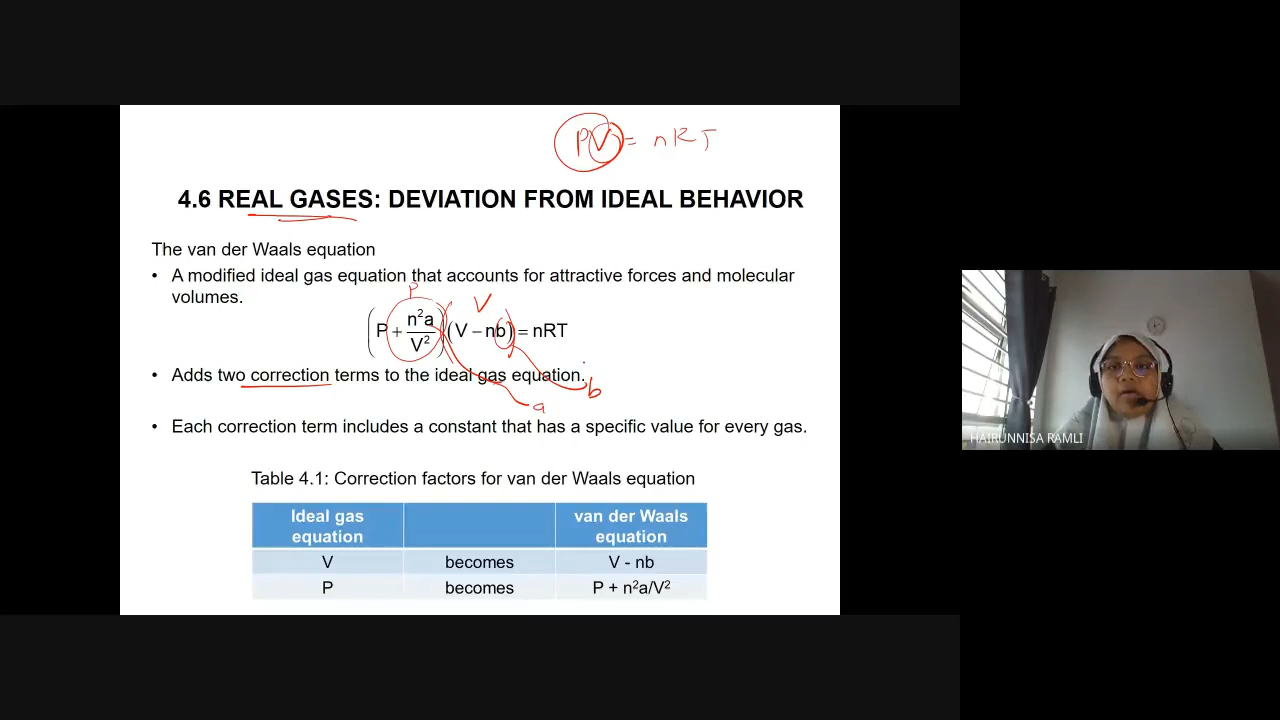 PV = nRT
4.6 REAL GASES: DEVIATION FROM IDEAL BEHAVIOR
The van der Waals equation
• A modified ideal gas equation that accounts for attractive forces and molecular
volumes.
P V
(P + n²a/V²)(V − nb) = nRT
• Adds two correction terms to the ideal gas equation.
b
a
• Each correction term includes a constant that has a specific value for every gas.
Table 4.1: Correction factors for van der Waals equation
Ideal gas equation van der Waals equation
V becomes V - nb
P becomes P + n²a/V²
HAIRUNNISA RAMLI